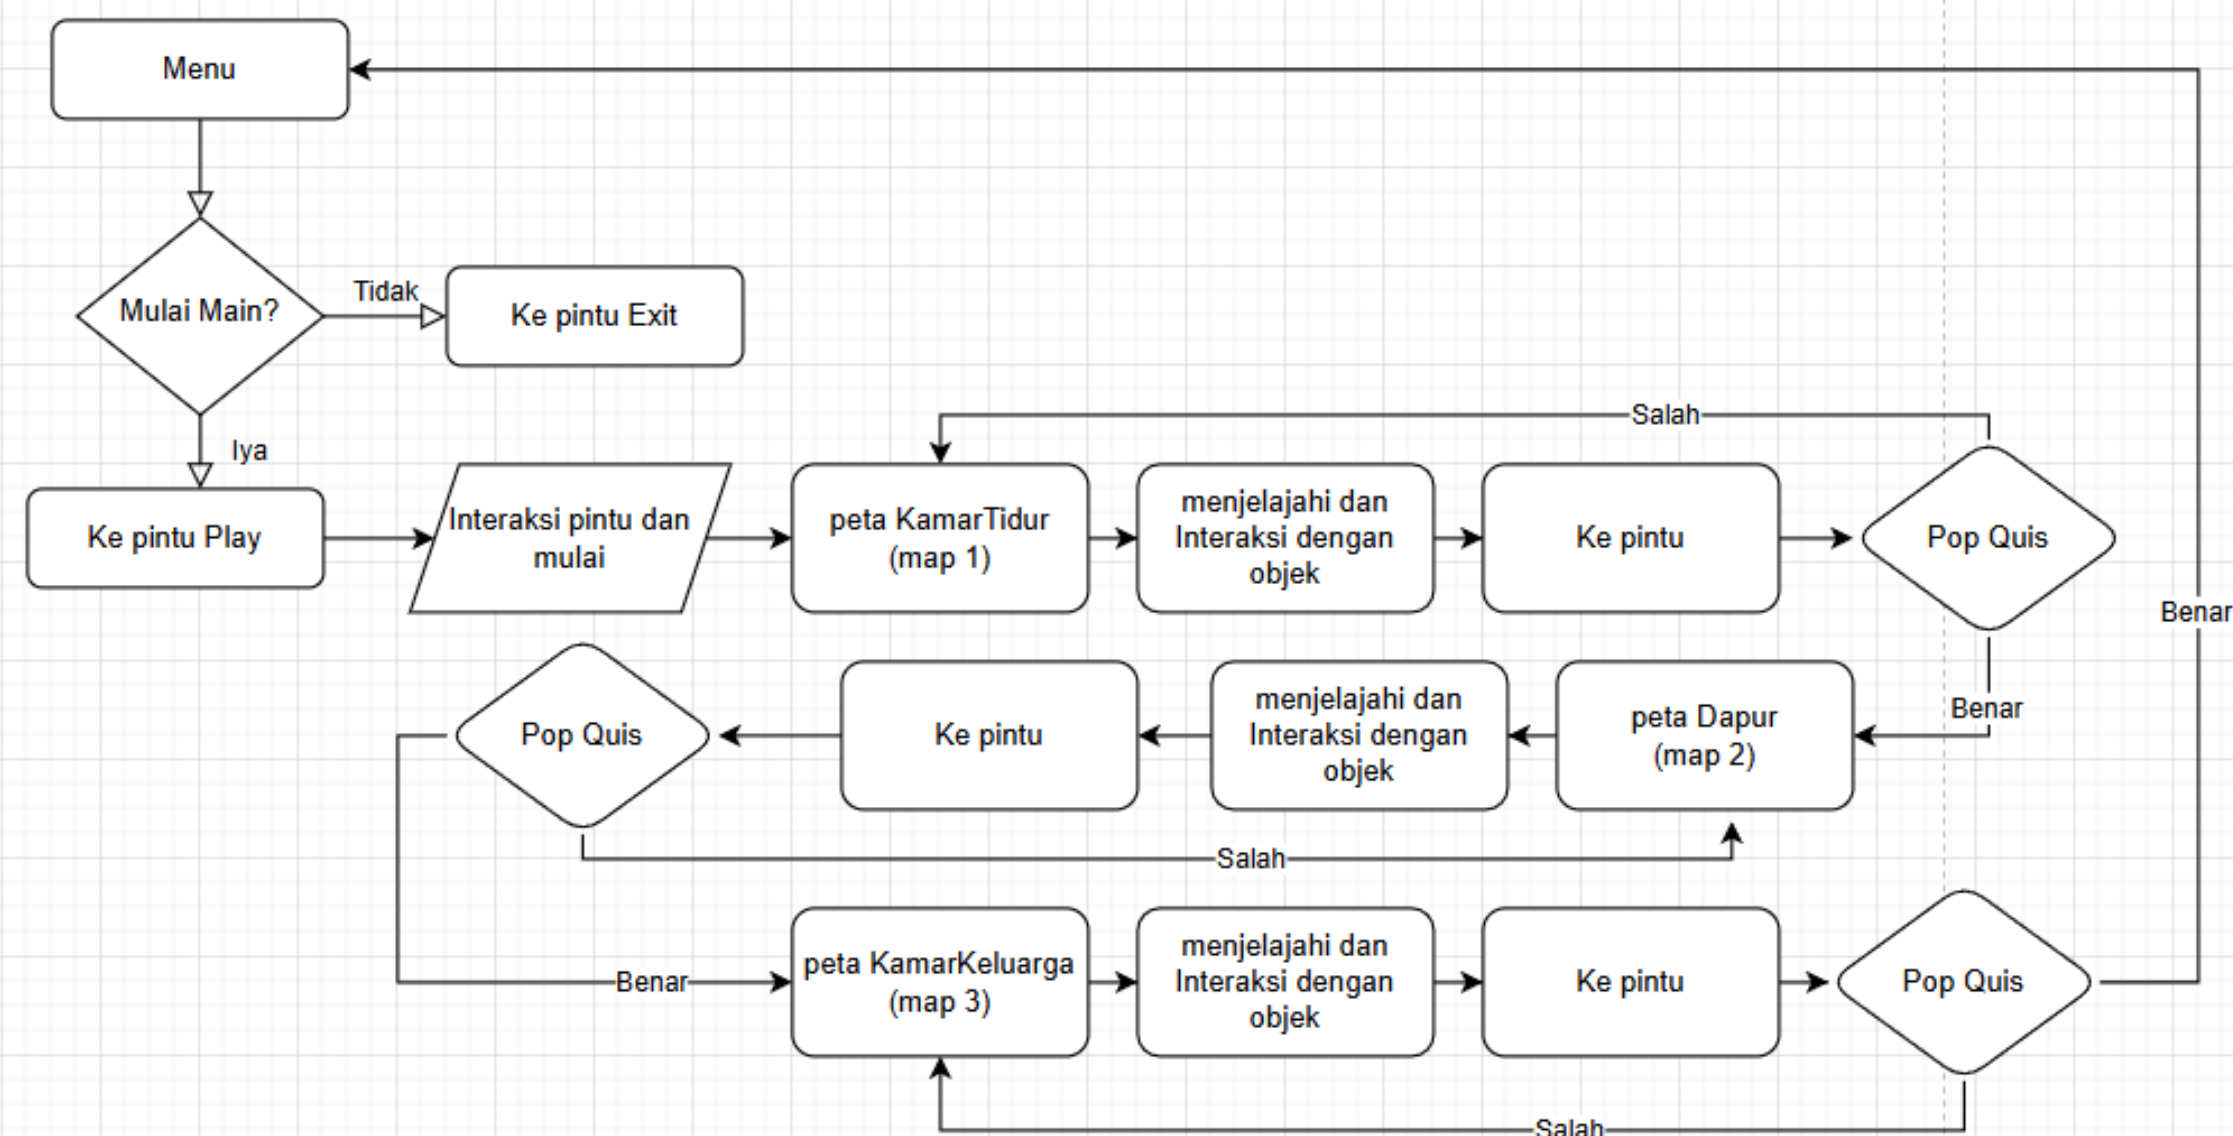 Menu
Mulai Main?
Tidak
Ke pintu Exit
Iya
Salah
Ke pintu Play
Interaksi pintu dan
mulai
peta KamarTidur
(map 1)
menjelajahi dan
Interaksi dengan
objek
Ke pintu
Pop Quis
Benar
Benar
peta Dapur
(map 2)
menjelajahi dan
Interaksi dengan
objek
Ke pintu
Pop Quis
Salah
Benar
peta KamarKeluarga
(map 3)
menjelajahi dan
Interaksi dengan
objek
Ke pintu
Pop Quis
Salah